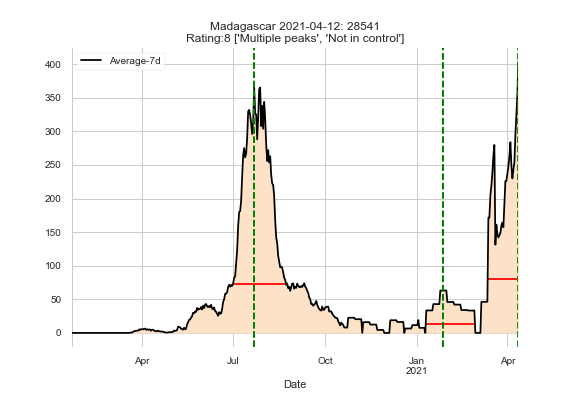 Madagascar 2021-04-12: 28541
Rating:8 ['Multiple peaks', 'Not in control']
Average-7d
400
350
300
250
200
150
100
50
0
Apr
Jul
Oct
Jan
2021
Apr
Date